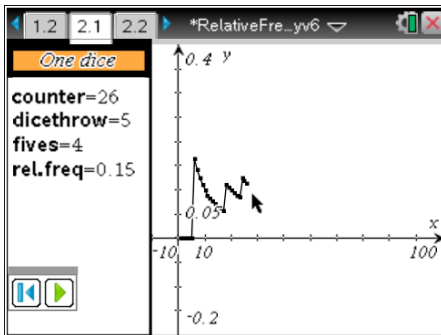 1.2 2.1 2.2 *RelativeFre…yv6
One dice
counter=26
dicethrow=5
fives=4
rel.freq=0.15
0.4 y
0.05
x
-10 10 100
-0.2